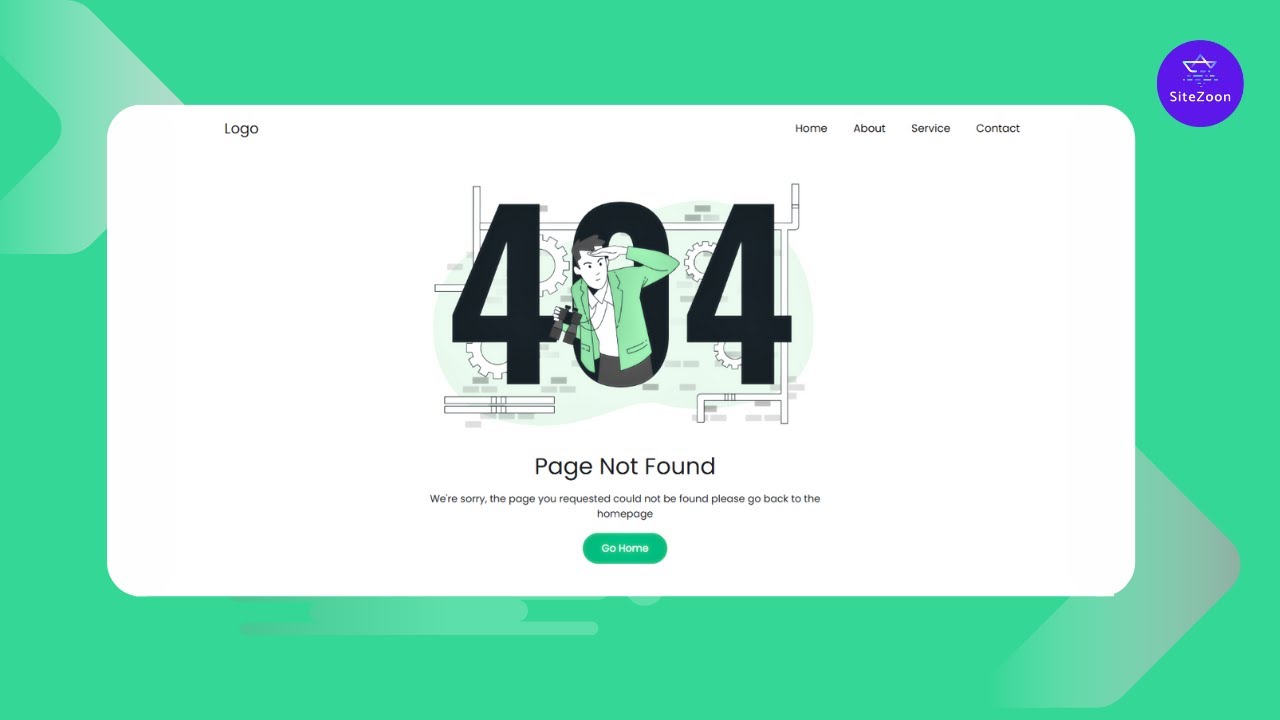 SiteZoon
Logo
Home About Service Contact
404
Page Not Found
We're sorry, the page you requested could not be found please go back to the
homepage
Go Home